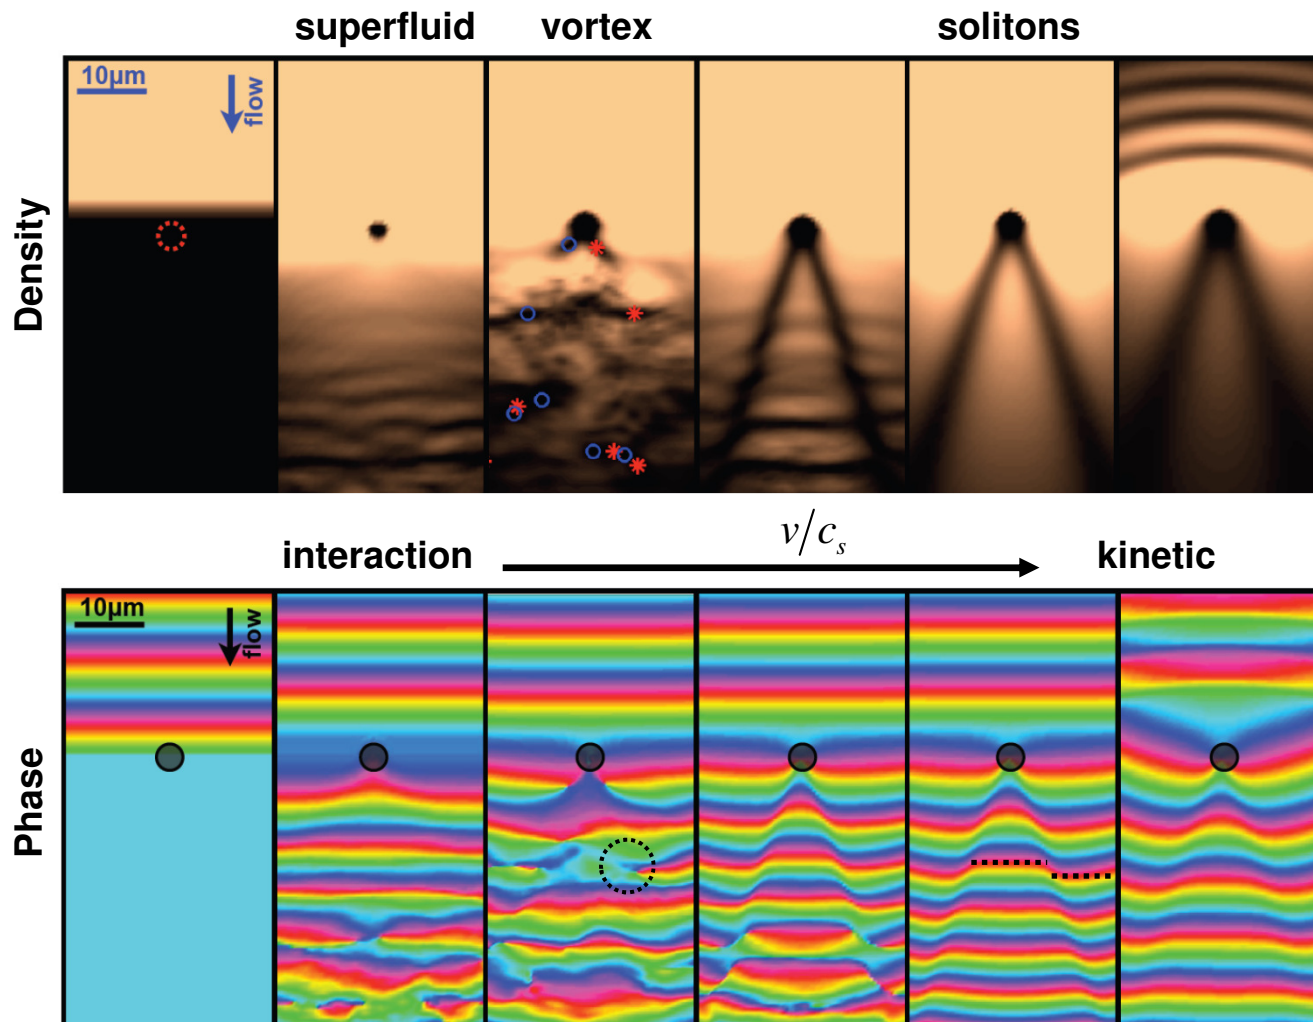 superfluid vortex solitons
10μm
flow
Density
v/cs
interaction kinetic
10μm
flow
Phase